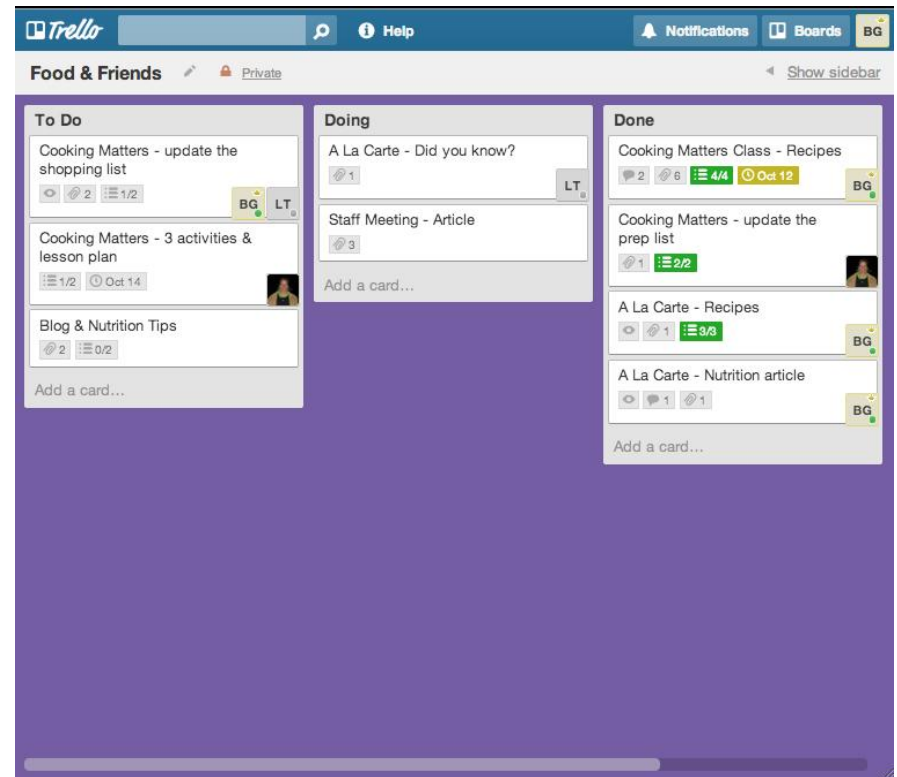 Trello
Help
Notifications
Boards
BG
Food & Friends
Private
Show sidebar
To Do
Cooking Matters - update the
shopping list
2
1/2
BG
LT
Cooking Matters - 3 activities &
lesson plan
1/2
Oct 14
Blog & Nutrition Tips
2
0/2
Add a card...
Doing
A La Carte - Did you know?
1
LT
Staff Meeting - Article
3
Add a card...
Done
Cooking Matters Class - Recipes
2
6
4/4
Oct 12
BG
Cooking Matters - update the
prep list
1
2/2
A La Carte - Recipes
1
3/3
BG
A La Carte - Nutrition article
1
1
BG
Add a card...